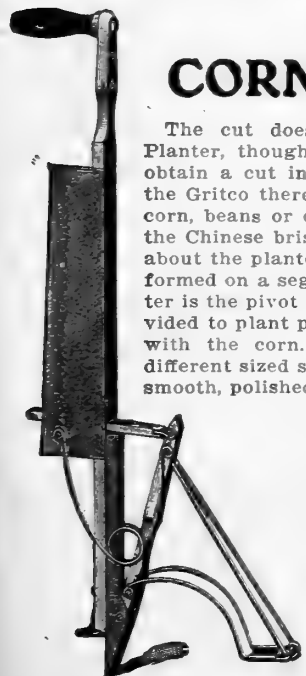 CORN
The cut does
Planter, though
obtain a cut in
the Gritco there
corn, beans or
the Chinese bris
about the plante
formed on a seg
ter is the pivot
vided to plant p
with the corn.
different sized s
smooth, polished